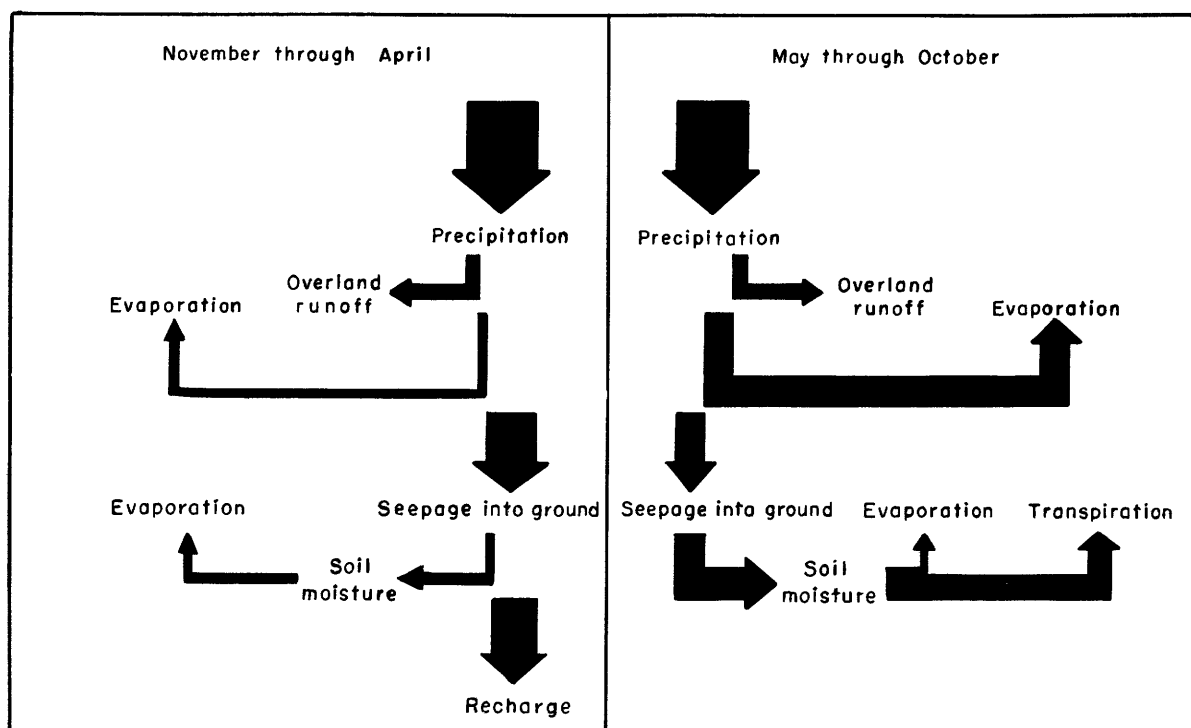 November through April
Precipitation
Overland
runoff
Evaporation
Evaporation
Seepage into ground
Soil
moisture
Recharge
May through October
Precipitation
Overland
runoff
Evaporation
Seepage into ground
Evaporation
Transpiration
Soil
moisture